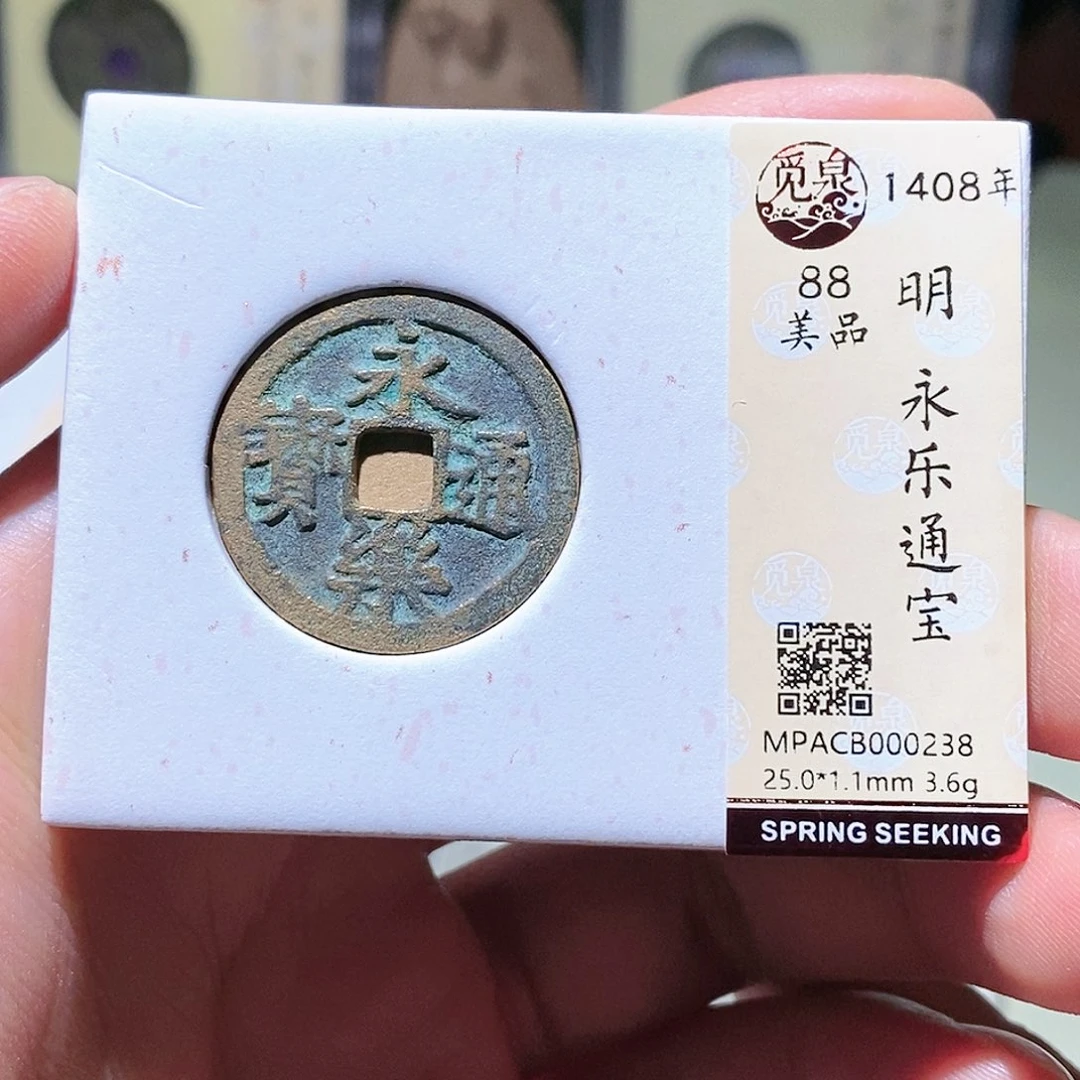 永樂通寶
觅泉
1408年
88
美品
明
永乐通宝
MPACB000238
25.0*1.1mm 3.6g
SPRING SEEKING